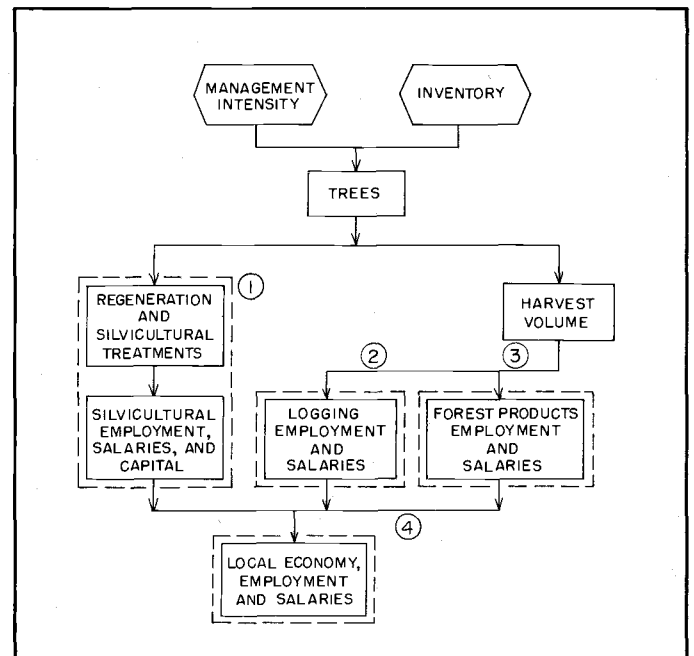 MANAGEMENT
INTENSITY
INVENTORY
TREES
1
REGENERATION
AND
SILVICULTURAL
TREATMENTS
HARVEST
VOLUME
2
3
SILVICULTURAL
EMPLOYMENT,
SALARIES, AND
CAPITAL
LOGGING
EMPLOYMENT
AND
SALARIES
FOREST PRODUCTS
EMPLOYMENT
AND
SALARIES
4
LOCAL ECONOMY,
EMPLOYMENT
AND SALARIES